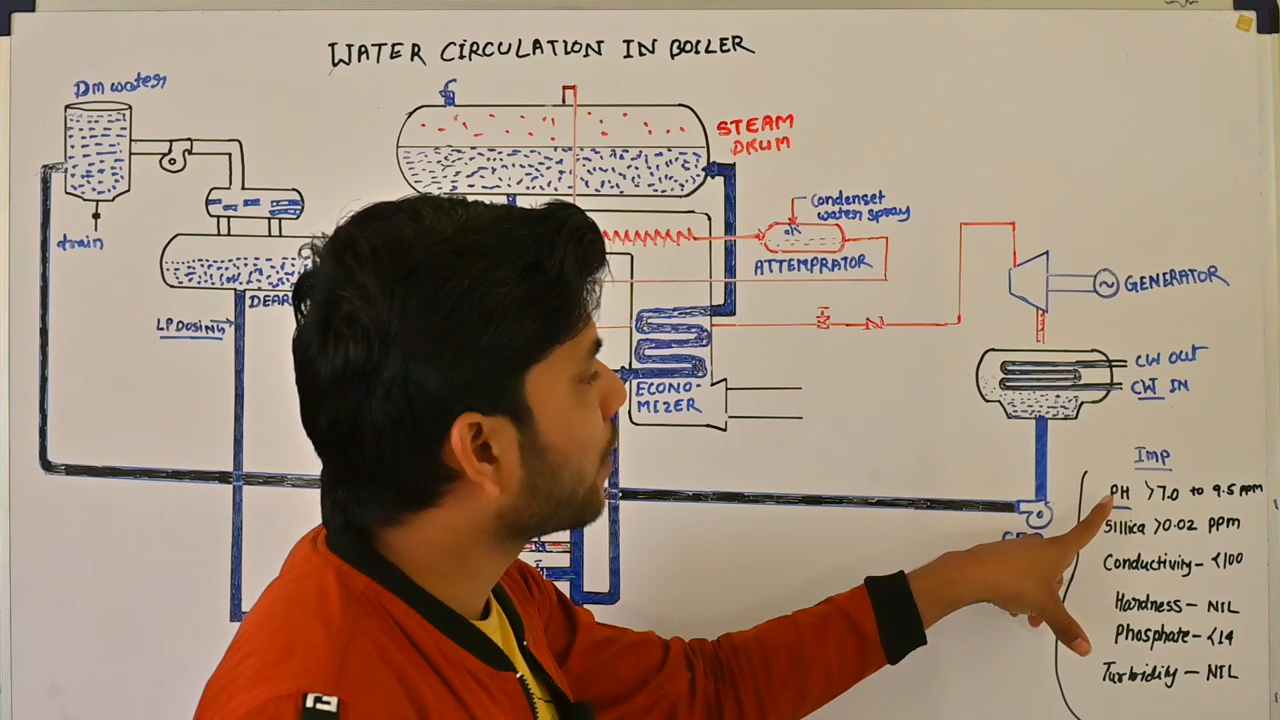 WATER CIRCULATION IN BOILER
DM water
drain
LP DOSING
STEAM
DRUM
Condenset
water spray
ATTEMPRATOR
ECONO-
MIZER
GENERATOR
CW OUT
CW IN
Imp
PH >7.0 to 9.5 ppm
Sillica >0.02 ppm
Conductivity- <100
Hardness - NIL
Phosphate- <14
Turbidity - NIL